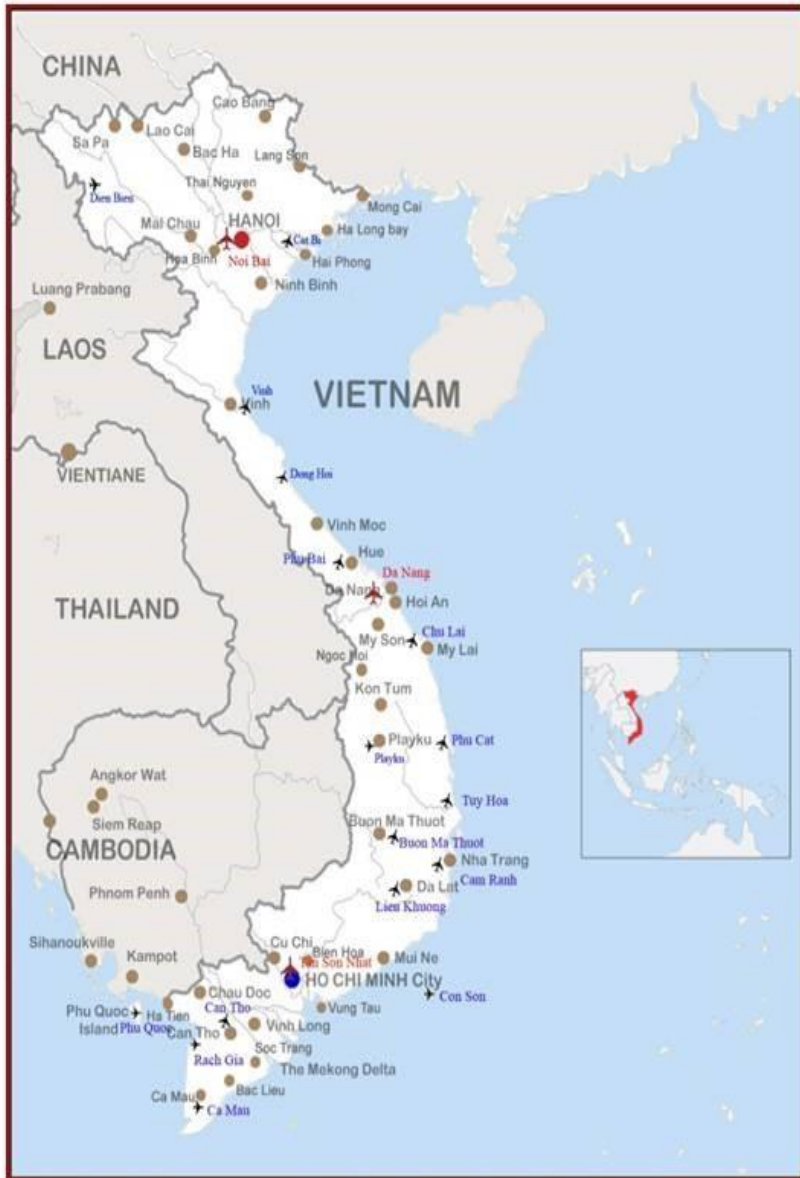 CHINA
Cao Bang
Sa Pa
Lao Cai
Bac Ha
Lang Son
Thai Nguyen
Dien Bien
Mong Cai
HANOI
Mal Chau
Ha Long bay
Cat Bi
Hoa Binh
Noi Bai
Hai Phong
Ninh Binh
Luang Prabang
LAOS
VIETNAM
Vinh
Vinh
VIENTIANE
Dong Hoi
Vinh Moc
Phu Bai
Hue
Da Nang
Da Nang
Hoi An
THAILAND
My Son
Chu Lai
My Lai
Ngoc Hoi
Kon Tum
Playku
Playku
Phu Cat
Angkor Wat
Siem Reap
Tuy Hoa
Buon Ma Thuot
Buon Ma Thuot
CAMBODIA
Nha Trang
Cam Ranh
Da Lat
Lien Khuong
Phnom Penh
Sihanoukville
Kampot
Cu Chi
Bien Hoa
Tan Son Nhat
Mui Ne
HO CHI MINH City
Chau Doc
Con Son
Phu Quoc
Island
Phu Quoc
Ha Tien
Can Tho
Can Tho
Vung Tau
Vinh Long
Rach Gia
Soc Trang
The Mekong Delta
Ca Mau
Bac Lieu
Ca Mau